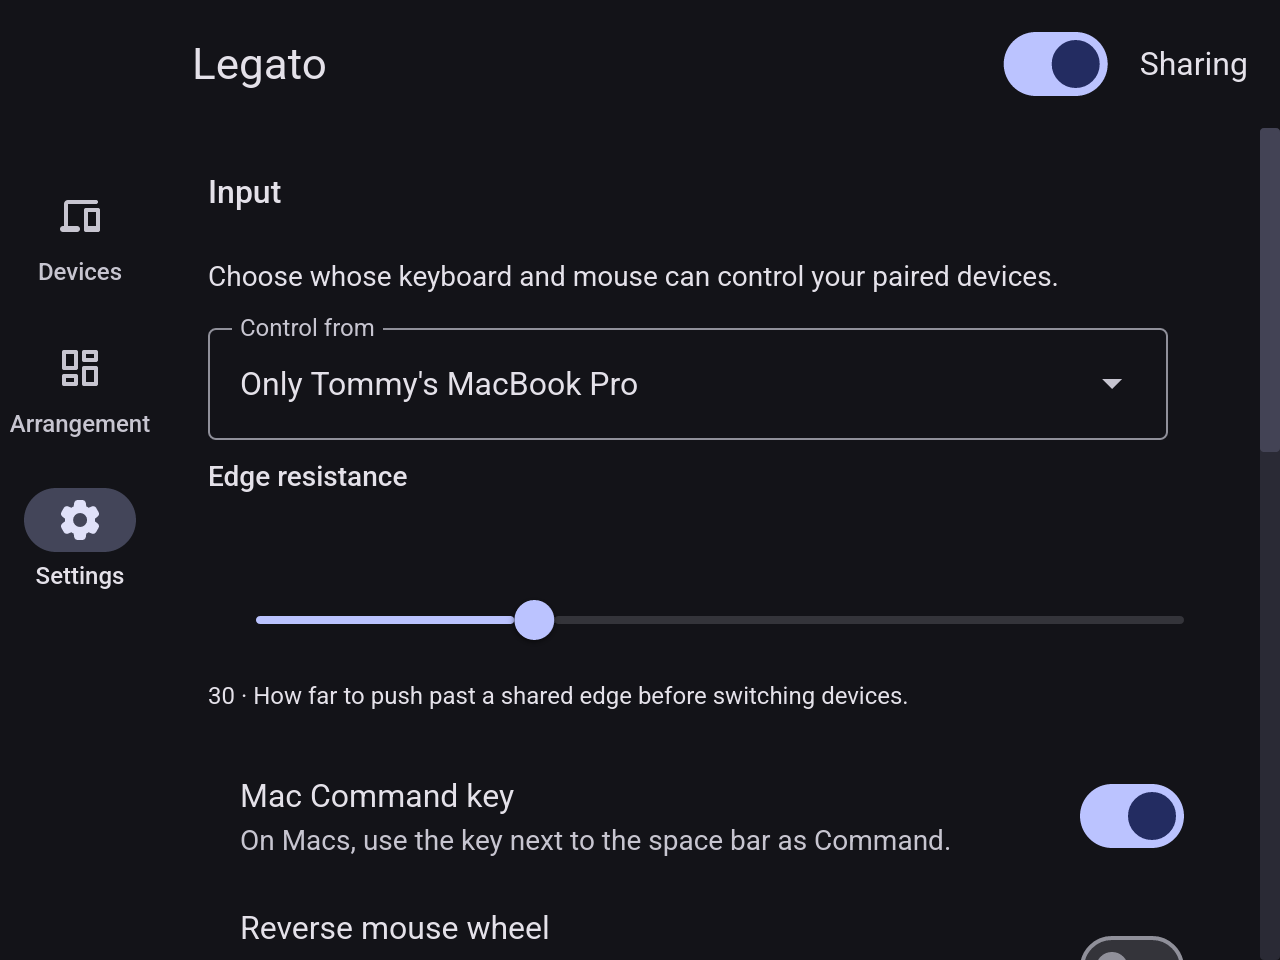 Legato
Sharing
Input
Devices
Choose whose keyboard and mouse can control your paired devices.
Control from
Only Tommy's MacBook Pro
Arrangement
Edge resistance
Settings
30 · How far to push past a shared edge before switching devices.
Mac Command key
On Macs, use the key next to the space bar as Command.
Reverse mouse wheel